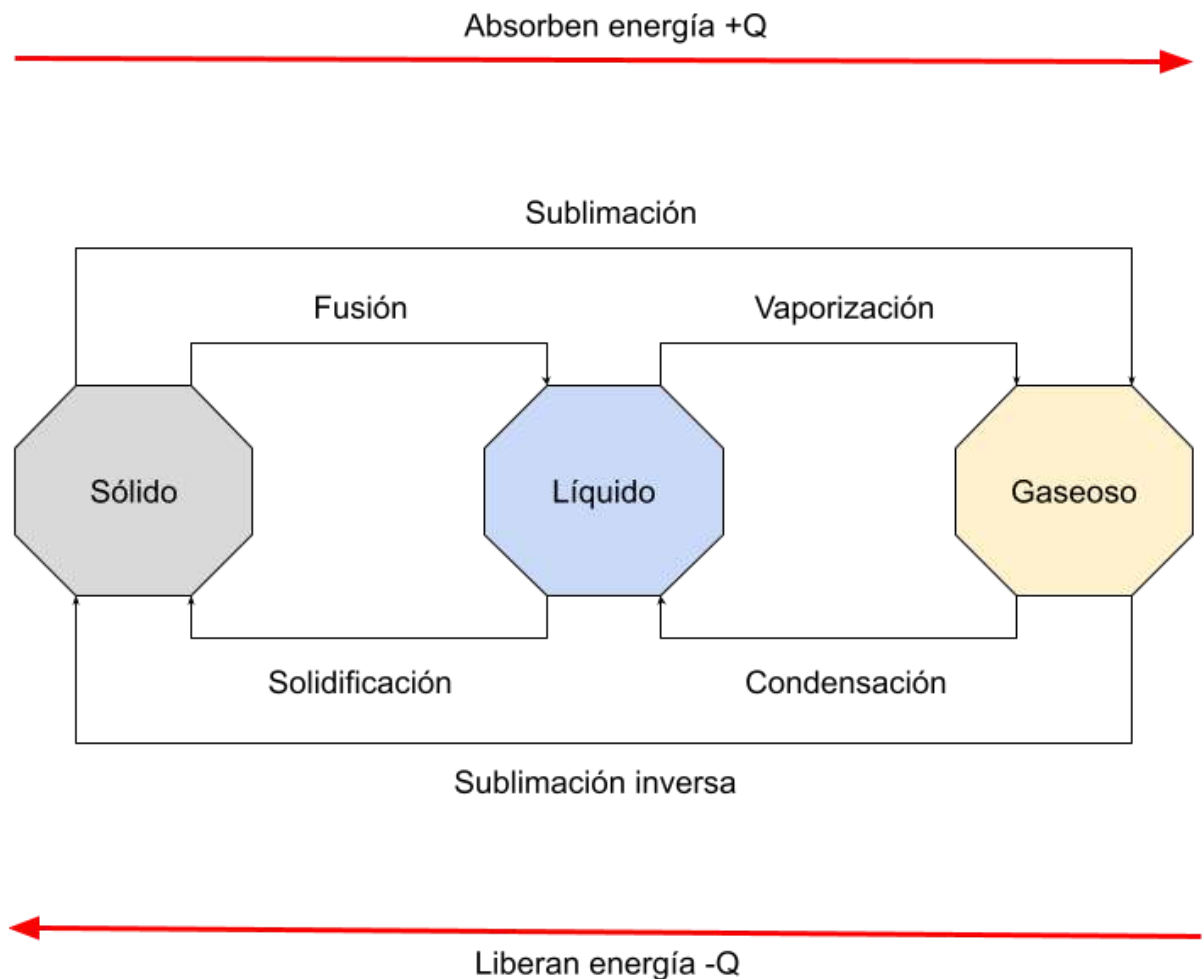 Absorben energía +Q
Sublimación
Fusión
Vaporización
Sólido
Líquido
Gaseoso
Solidificación
Condensación
Sublimación inversa
Liberan energía -Q